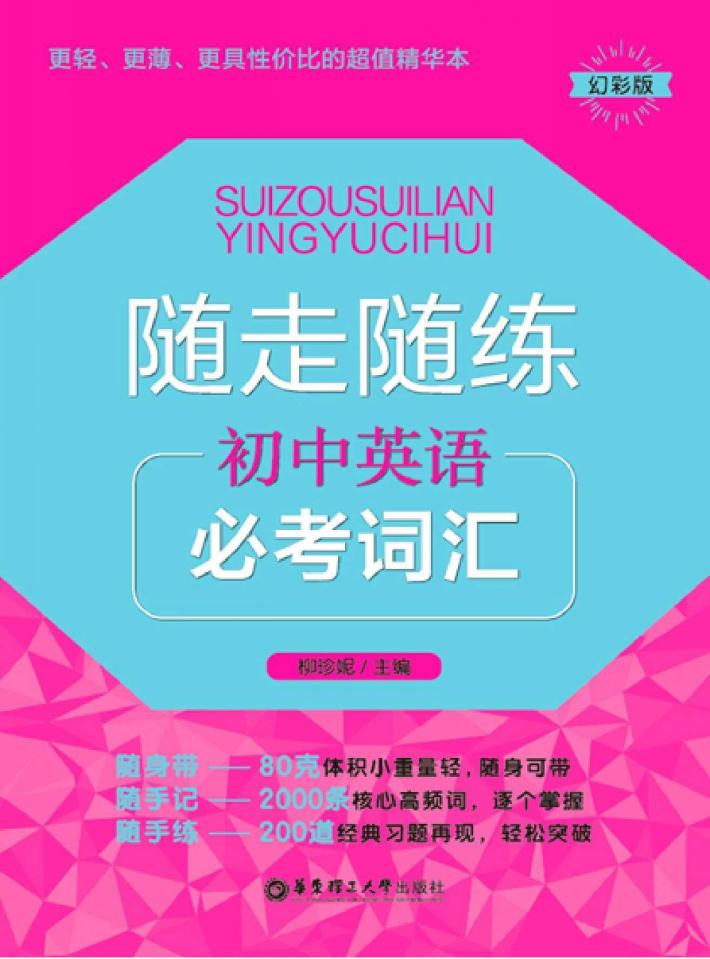 更轻、更薄、更具性价比的超值精华本
幻彩版
SUIZOUSUILIAN
YINGYUCIHUI
随走随练
初中英语
必考词汇
柳珍妮/主编
随身带——80克体积小重量轻,随身可带
随手记——2000条核心高频词，逐个掌握
随手练——200道经典习题再现，轻松突破
华东理工大学出版社